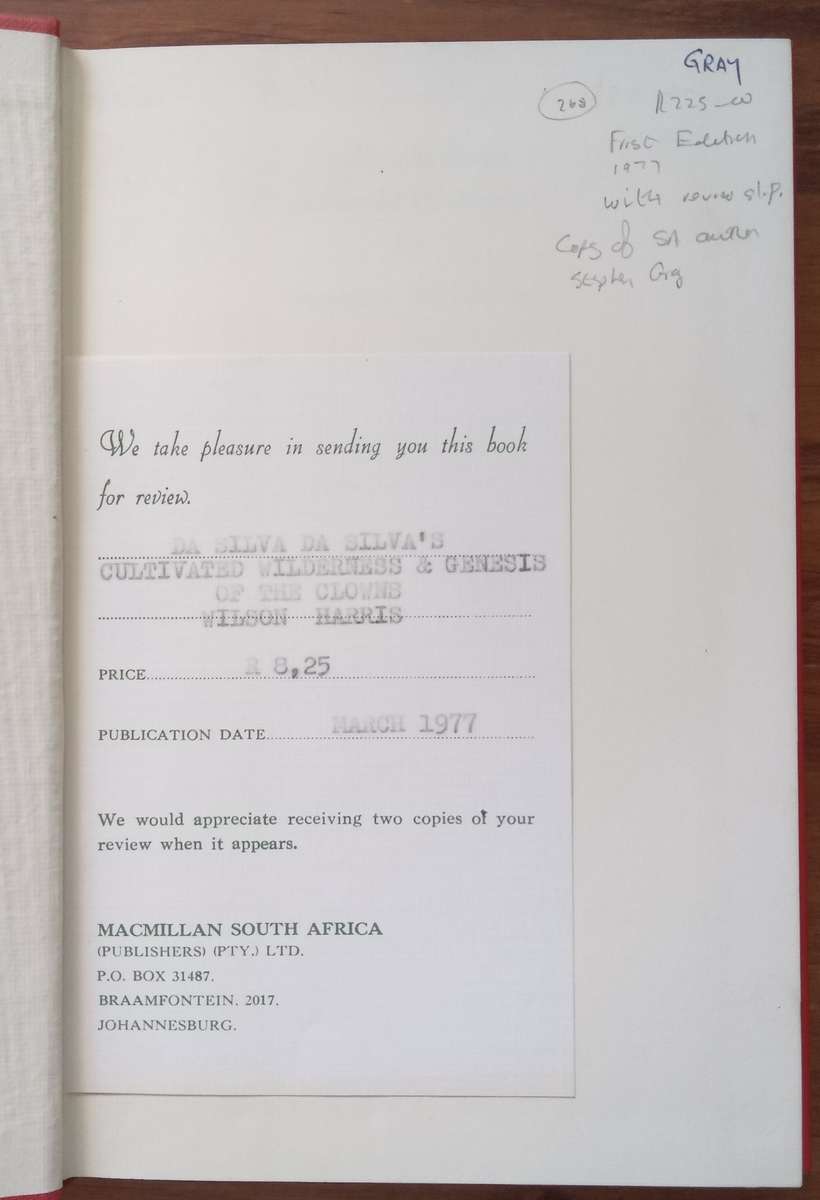 GRAY
268
R225-00
First Edition
1977
with review slip.
Copy of SA author
Stephen Gray
We take pleasure in sending you this book
for review.
DA SILVA DA SILVA'S
CULTIVATED WILDERNESS & GENESIS
OF THE CLOWNS
WILSON HARRIS
PRICE R 8,25
PUBLICATION DATE MARCH 1977
We would appreciate receiving two copies of your
review when it appears.
MACMILLAN SOUTH AFRICA
(PUBLISHERS) (PTY.) LTD.
P.O. BOX 31487.
BRAAMFONTEIN. 2017.
JOHANNESBURG.